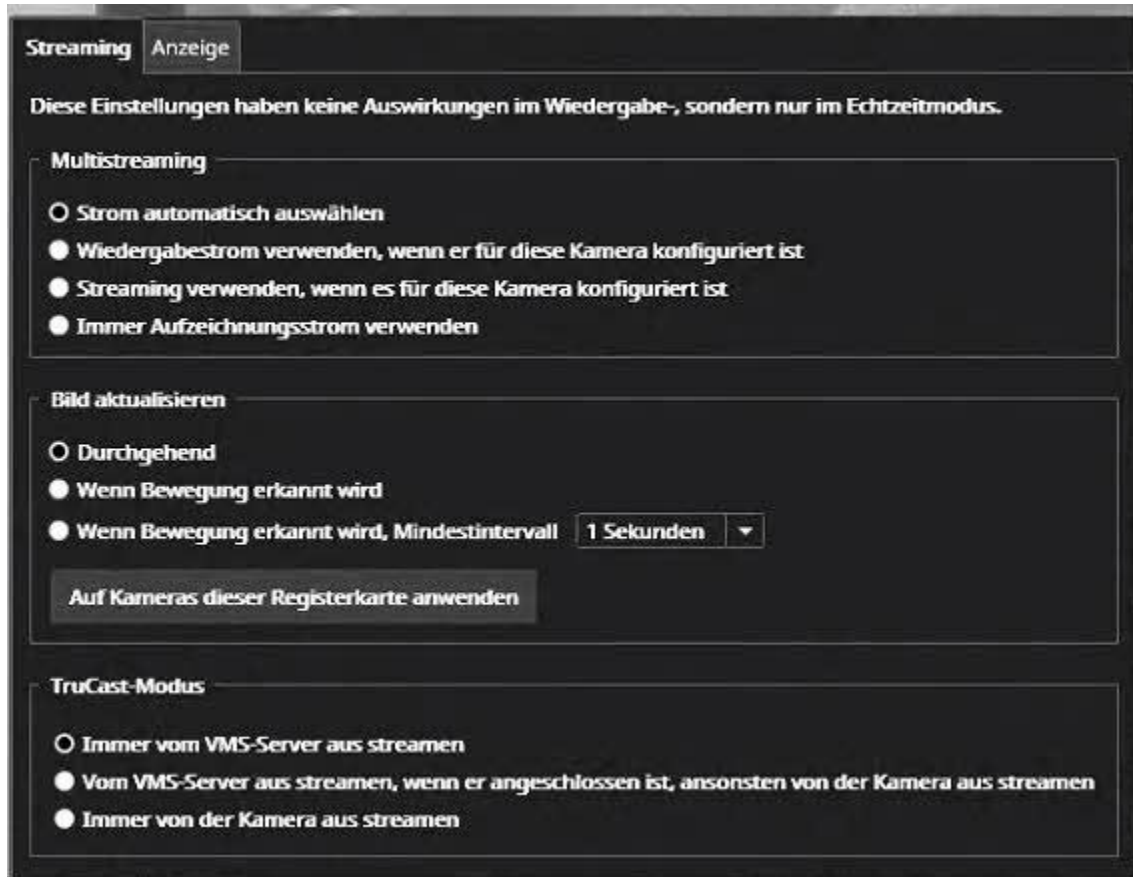 Streaming Anzeige
Diese Einstellungen haben keine Auswirkungen im Wiedergabe-, sondern nur im Echtzeitmodus.
Multistreaming
Strom automatisch auswählen
Wiedergabestrom verwenden, wenn er für diese Kamera konfiguriert ist
Streaming verwenden, wenn es für diese Kamera konfiguriert ist
Immer Aufzeichnungsstrom verwenden
Bild aktualisieren
Durchgehend
Wenn Bewegung erkannt wird
Wenn Bewegung erkannt wird, Mindestintervall 1 Sekunden
Auf Kameras dieser Registerkarte anwenden
TruCast-Modus
Immer vom VMS-Server aus streamen
Vom VMS-Server aus streamen, wenn er angeschlossen ist, ansonsten von der Kamera aus streamen
Immer von der Kamera aus streamen